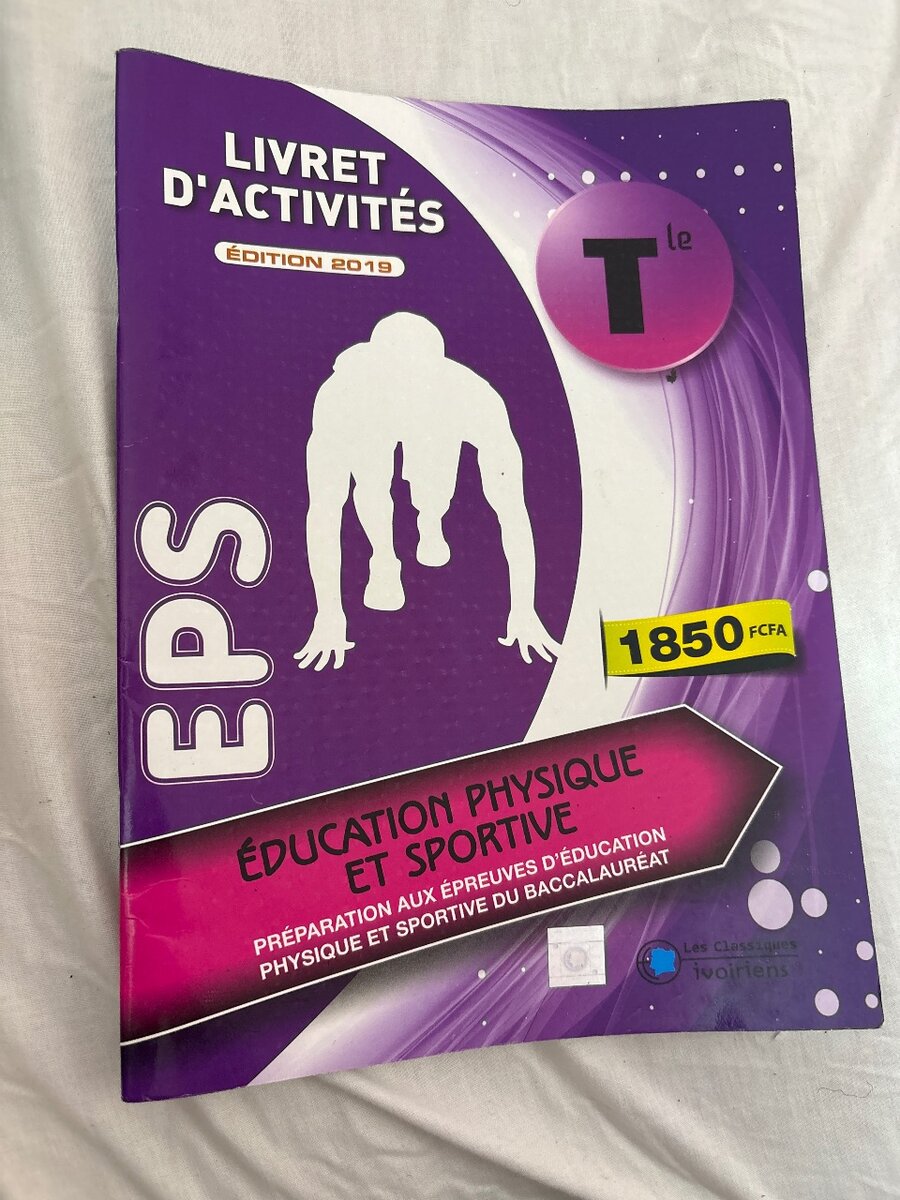 LIVRET
D'ACTIVITÉS
ÉDITION 2019
Tle
EPS
1850 FCFA
ÉDUCATION PHYSIQUE
ET SPORTIVE
PRÉPARATION AUX ÉPREUVES D'ÉDUCATION
PHYSIQUE ET SPORTIVE DU BACCALAURÉAT
Les Classiques
ivoiriens